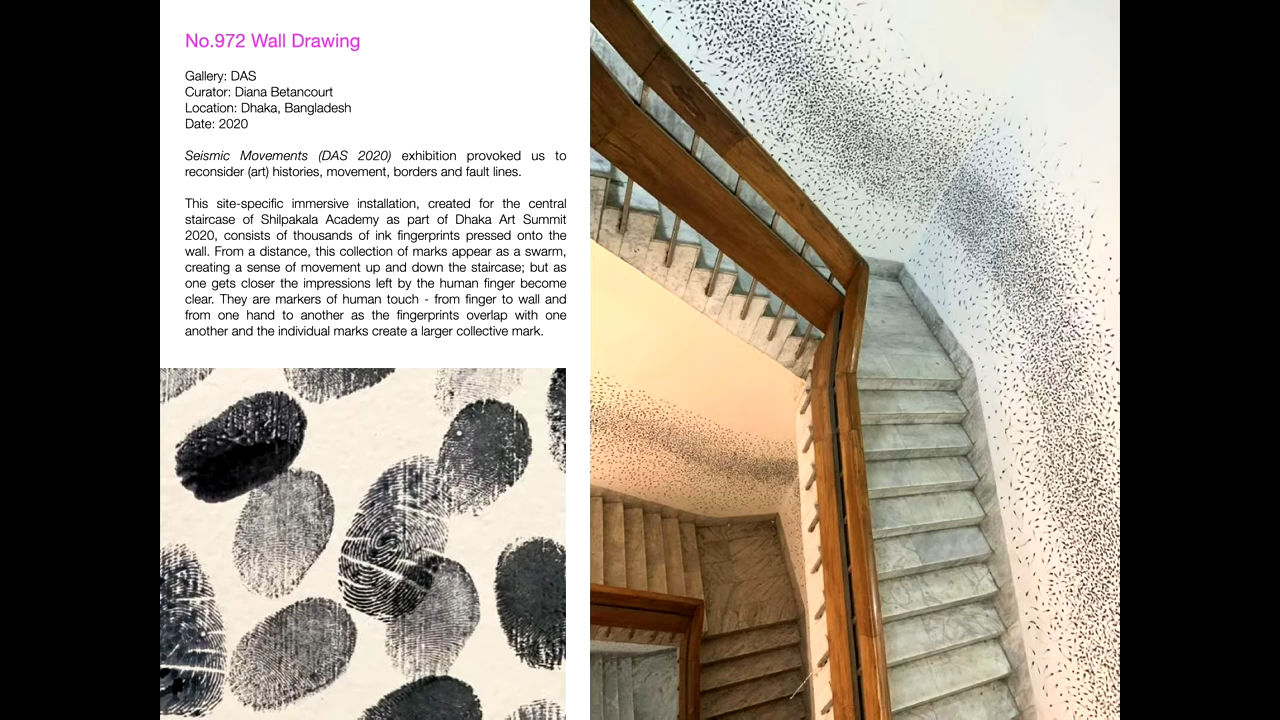 No.972 Wall Drawing
Gallery: DAS
Curator: Diana Betancourt
Location: Dhaka, Bangladesh
Date: 2020
Seismic Movements (DAS 2020) exhibition provoked us to
reconsider (art) histories, movement, borders and fault lines.
This site-specific immersive installation, created for the central
staircase of Shilpakala Academy as part of Dhaka Art Summit
2020, consists of thousands of ink fingerprints pressed onto the
wall. From a distance, this collection of marks appear as a swarm,
creating a sense of movement up and down the staircase; but as
one gets closer the impressions left by the human finger become
clear. They are markers of human touch - from finger to wall and
from one hand to another as the fingerprints overlap with one
another and the individual marks create a larger collective mark.